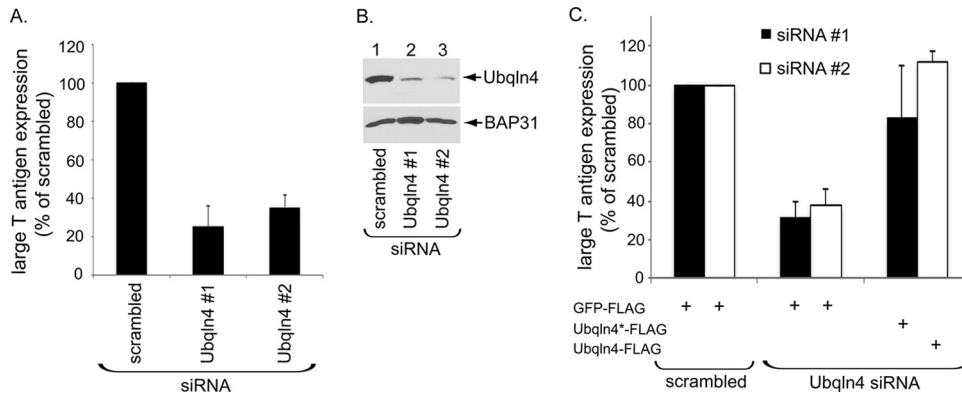 A.
large T antigen expression
(% of scrambled)
120
100
80
60
40
20
0
scrambled
Ubqln4 #1
Ubqln4 #2
siRNA
B.
1 2 3
Ubqln4
BAP31
scrambled
Ubqln4 #1
Ubqln4 #2
siRNA
C.
large T antigen expression
(% of scrambled)
120
100
80
60
40
20
0
siRNA #1
siRNA #2
GFP-FLAG + + + +
Ubqln4*-FLAG +
Ubqln4-FLAG +
scrambled
Ubqln4 siRNA